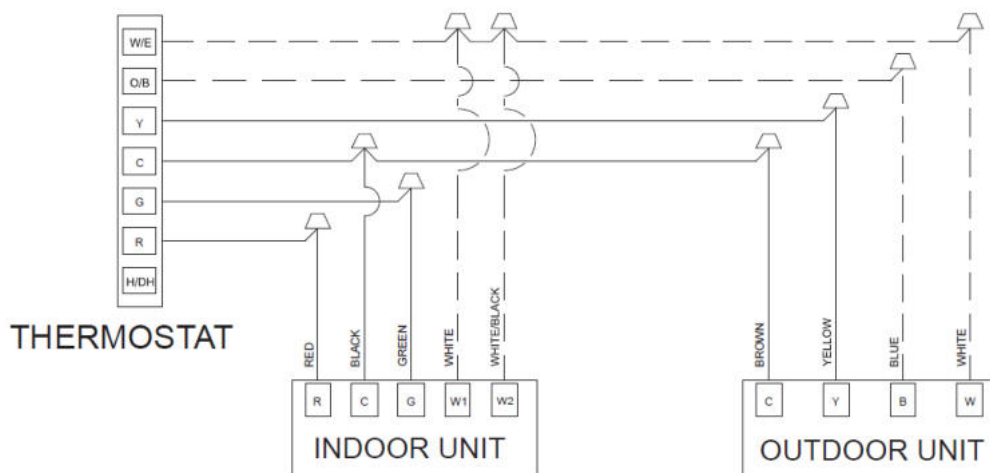 W/E
O/B
Y
C
G
R
H/DH
THERMOSTAT
RED
BLACK
GREEN
WHITE
WHITE/BLACK
BROWN
YELLOW
BLUE
WHITE
R C G W1 W2
C Y B W
INDOOR UNIT
OUTDOOR UNIT